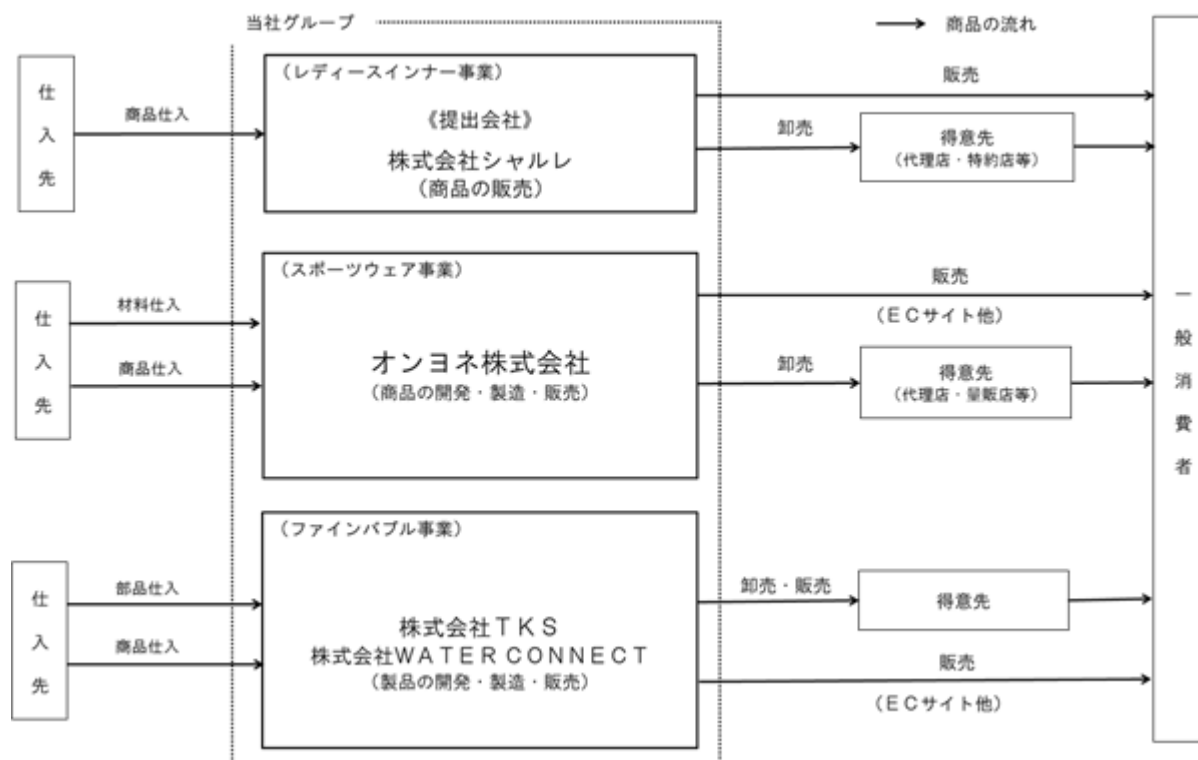 当社グループ
商品の流れ
仕入先
商品仕入
（レディースインナー事業）
《提出会社》
株式会社シャルレ
（商品の販売）
販売
卸売
得意先
（代理店・特約店等）
仕入先
材料仕入
商品仕入
（スポーツウェア事業）
オンヨネ株式会社
（商品の開発・製造・販売）
販売
（ＥＣサイト他）
卸売
得意先
（代理店・量販店等）
仕入先
部品仕入
商品仕入
（ファインバブル事業）
株式会社ＴＫＳ
株式会社ＷＡＴＥＲ ＣＯＮＮＥＣＴ
（製品の開発・製造・販売）
卸売・販売
得意先
販売
（ＥＣサイト他）
一般消費者